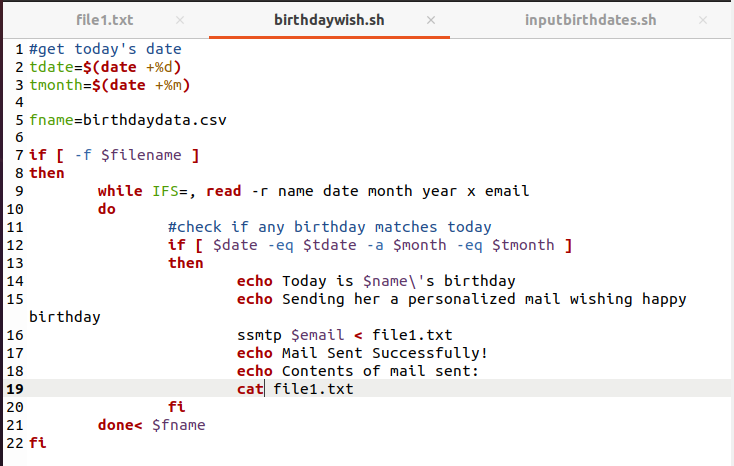 file1.txt × birthdaywish.sh × inputbirthdates.sh ×
1 #get today's date
2 tdate=$(date +%d)
3 tmonth=$(date +%m)
4
5 fname=birthdaydata.csv
6
7 if [ -f $filename ]
8 then
9 while IFS=, read -r name date month year x email
10 do
11 #check if any birthday matches today
12 if [ $date -eq $tdate -a $month -eq $tmonth ]
13 then
14 echo Today is $name\'s birthday
15 echo Sending her a personalized mail wishing happy
birthday
16 ssmtp $email < file1.txt
17 echo Mail Sent Successfully!
18 echo Contents of mail sent:
19 cat file1.txt
20 fi
21 done< $fname
22 fi